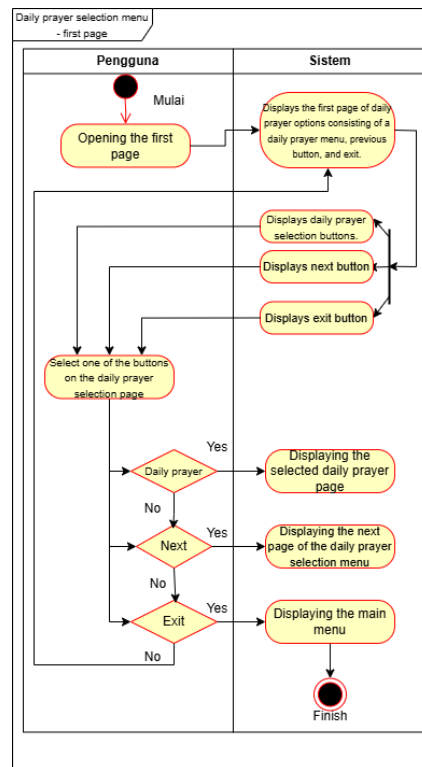 Daily prayer selection menu
- first page
Pengguna
Sistem
Mulai
Opening the first
page
Displays the first page of daily
prayer options consisting of a
daily prayer menu, previous
button, and exit.
Displays daily prayer
selection buttons.
Displays next button
Displays exit button
Select one of the buttons
on the daily prayer
selection page
Daily prayer
Yes
Displaying the
selected daily prayer
page
No
Next
Yes
Displaying the next
page of the daily prayer
selection menu
No
Exit
Yes
Displaying the main
menu
No
Finish